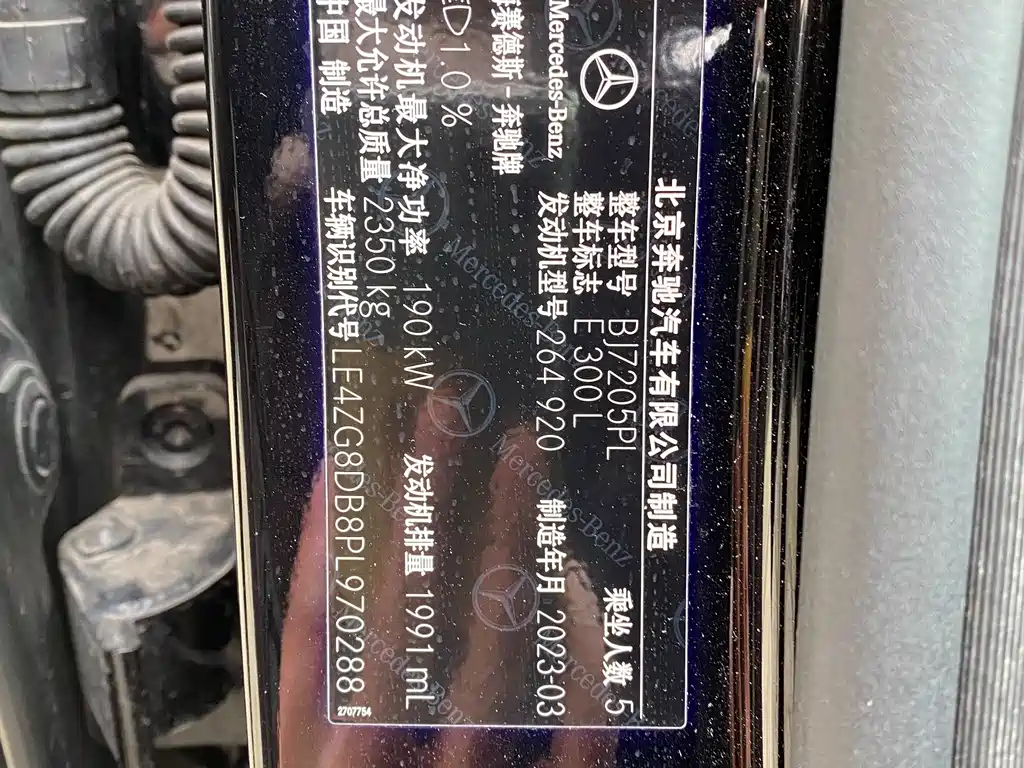 北京奔驰汽车有限公司制造
Mercedes-Benz
整车型号 BJ7205PL 乘坐人数 5
整车标志 E 300 L
发动机型号 264 920 制造年月 2023-03
赛德斯-奔驰牌
1.0 %
发动机最大净功率 190 kW 发动机排量 1991 mL
最大允许总质量 2350 kg
中国 制造 车辆识别代号 LE4ZG8DB8PL970288
2707754